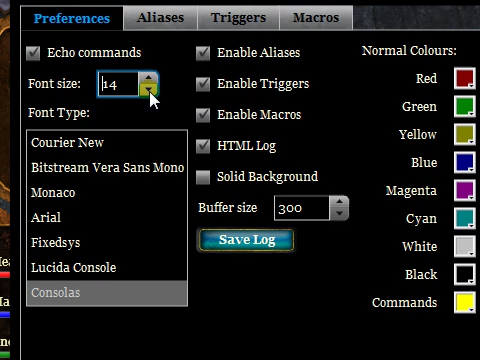 Preferences Aliases Triggers Macros
Echo commands
Font size: 14
Font Type:
Courier New
Bitstream Vera Sans Mono
Monaco
Arial
Fixedsys
Lucida Console
Consolas
Enable Aliases
Enable Triggers
Enable Macros
HTML Log
Solid Background
Buffer size 300
Save Log
Normal Colours:
Red
Green
Yellow
Blue
Magenta
Cyan
White
Black
Commands